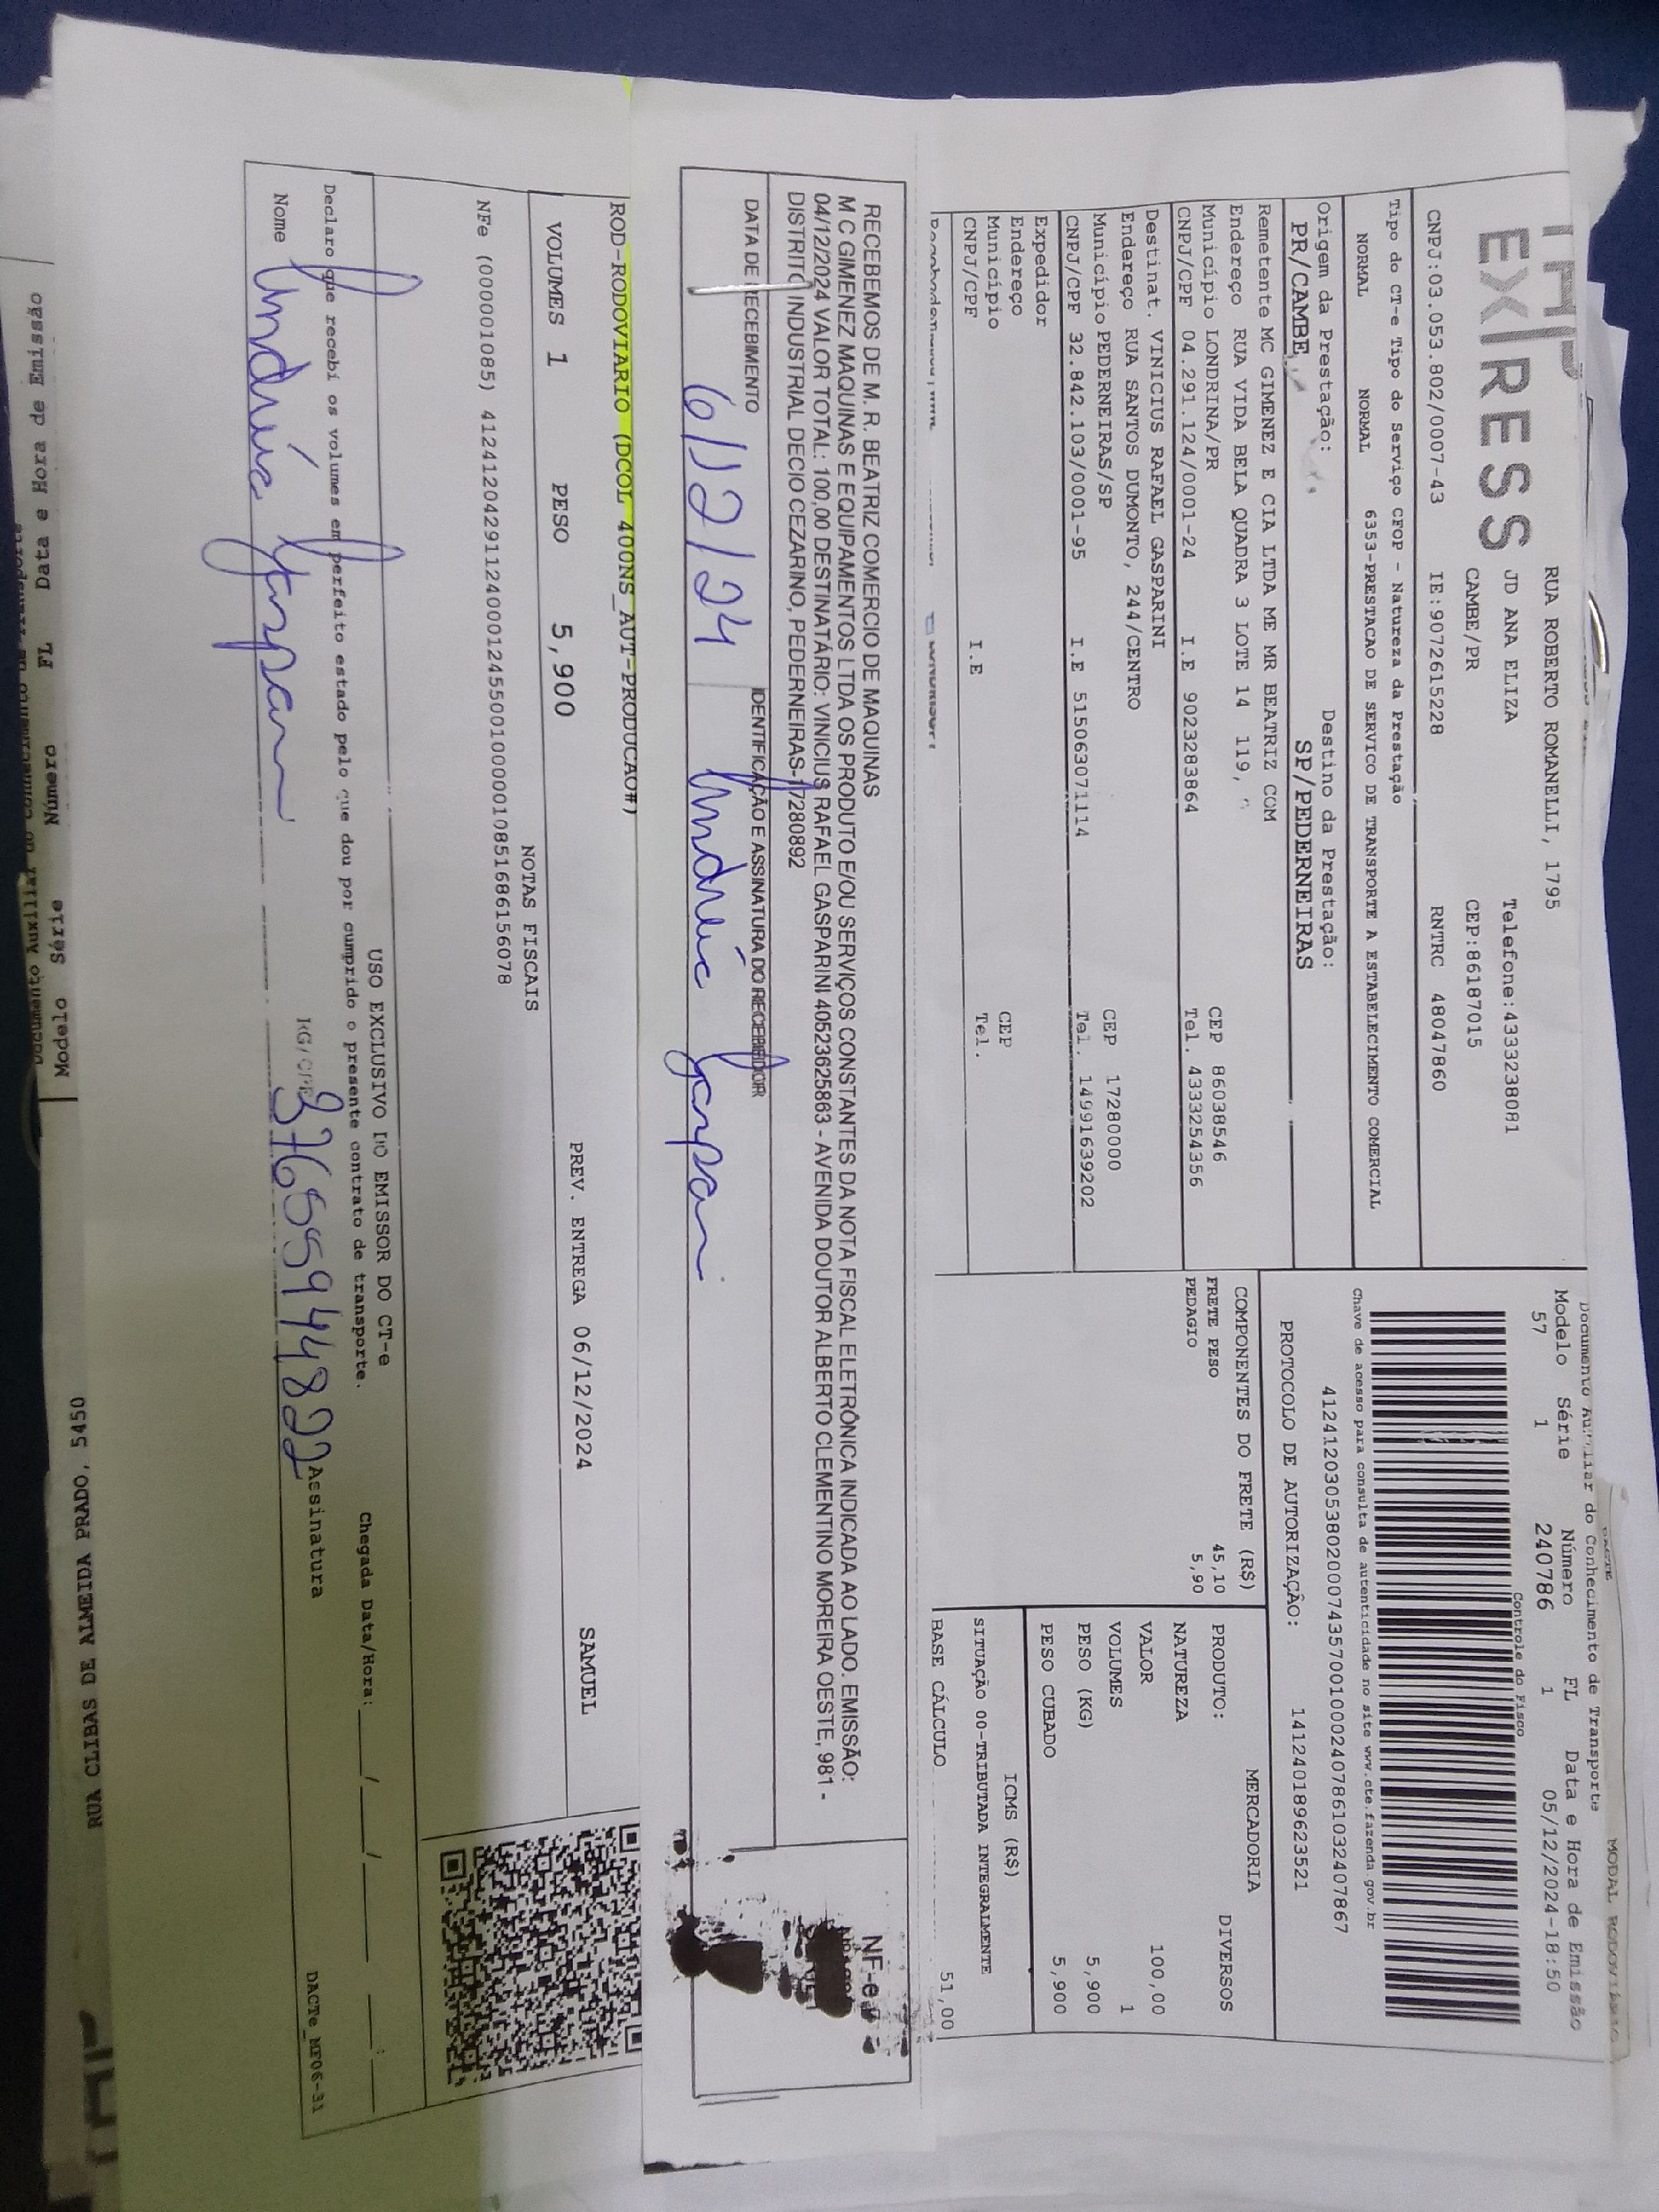 EXPRESS
RUA ROBERTO ROMANELLI, 1795
JD ANA ELIZA Telefone:4333238081
CAMBE/PR CEP:86187015
CNPJ:03.053.802/0007-43 IE:9072615228 RNTRC 48047860
MODAL RODOVIARIO
Documento Auxiliar do Conhecimento de Transporte
Modelo Série Número FL Data e Hora de Emissão
57 1 240786 1 05/12/2024-18:50
Controle do Fisco
Tipo do CT-e Tipo do Serviço CFOP - Natureza da Prestação
NORMAL NORMAL 6353-PRESTACAO DE SERVICO DE TRANSPORTE A ESTABELECIMENTO COMERCIAL
Chave de acesso para consulta de autenticidade no site www.cte.fazenda.gov.br
41241203053802000743570010002407861032407867
Origem da Prestação: Destino da Prestação:
PR/CAMBE SP/PEDERNEIRAS
PROTOCOLO DE AUTORIZAÇÃO: 141240189623521
Remetente MC GIMENEZ E CIA LTDA ME MR BEATRIZ COM
Endereço RUA VIDA BELA QUADRA 3 LOTE 14 119, CEP 86038546
Município LONDRINA/PR Tel. 4333254356
CNPJ/CPF 04.291.124/0001-24 I.E 9023283864
Destinat. VINICIUS RAFAEL GASPARINI
Endereço RUA SANTOS DUMONTO, 244/CENTRO CEP 17280000
Município PEDERNEIRAS/SP Tel. 14991639202
CNPJ/CPF 32.842.103/0001-95 I.E 515063071114
Expedidor
Endereço CEP
Município Tel.
CNPJ/CPF I.E
COMPONENTES DO FRETE (R$)
FRETE PESO 45,10
PEDAGIO 5,90
MERCADORIA
PRODUTO: DIVERSOS
NATUREZA
VALOR 100,00
VOLUMES 1
PESO (KG) 5,900
PESO CUBADO 5,900
ICMS (R$)
SITUAÇÃO 00-TRIBUTADA INTEGRALMENTE
BASE CÁLCULO 51,00
RECEBEMOS DE M. R. BEATRIZ COMERCIO DE MAQUINAS
M C GIMENEZ MAQUINAS E EQUIPAMENTOS LTDA OS PRODUTO E/OU SERVIÇOS CONSTANTES DA NOTA FISCAL ELETRÔNICA INDICADA AO LADO. EMISSÃO:
04/12/2024 VALOR TOTAL: 100,00 DESTINATÁRIO: VINICIUS RAFAEL GASPARINI 40523625863 - AVENIDA DOUTOR ALBERTO CLEMENTINO MOREIRA OESTE, 981 -
DISTRITO INDUSTRIAL DECIO CEZARINO, PEDERNEIRAS-17280892
NF-e
DATA DE RECEBIMENTO IDENTIFICAÇÃO E ASSINATURA DO RECEBEDOR
6/12/24
ROD-RODOVIARIO (DCOL 400NS_AUT-PRODUCAO#)
VOLUMES 1 PESO 5,900 PREV. ENTREGA 06/12/2024 SAMUEL
NOTAS FISCAIS
NFe (000001085) 41241204291124000124550010000010851686156078
USO EXCLUSIVO DO EMISSOR DO CT-e
Declaro que recebi os volumes em perfeito estado pelo que dou por cumprido o presente contrato de transporte. Chegada Data/Hora:
Nome RG/CPF 37655944822 Assinatura
DACTe_MF06-31
RUA CLIBAS DE ALMEIDA PRADO, 5450
Modelo Série Número FL Data e Hora de Emissão